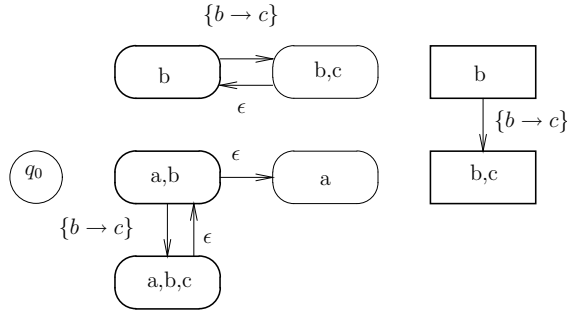 {b → c}
b
b,c
b
ϵ
{b → c}
q₀
a,b
ϵ
a
b,c
{b → c}
ϵ
a,b,c